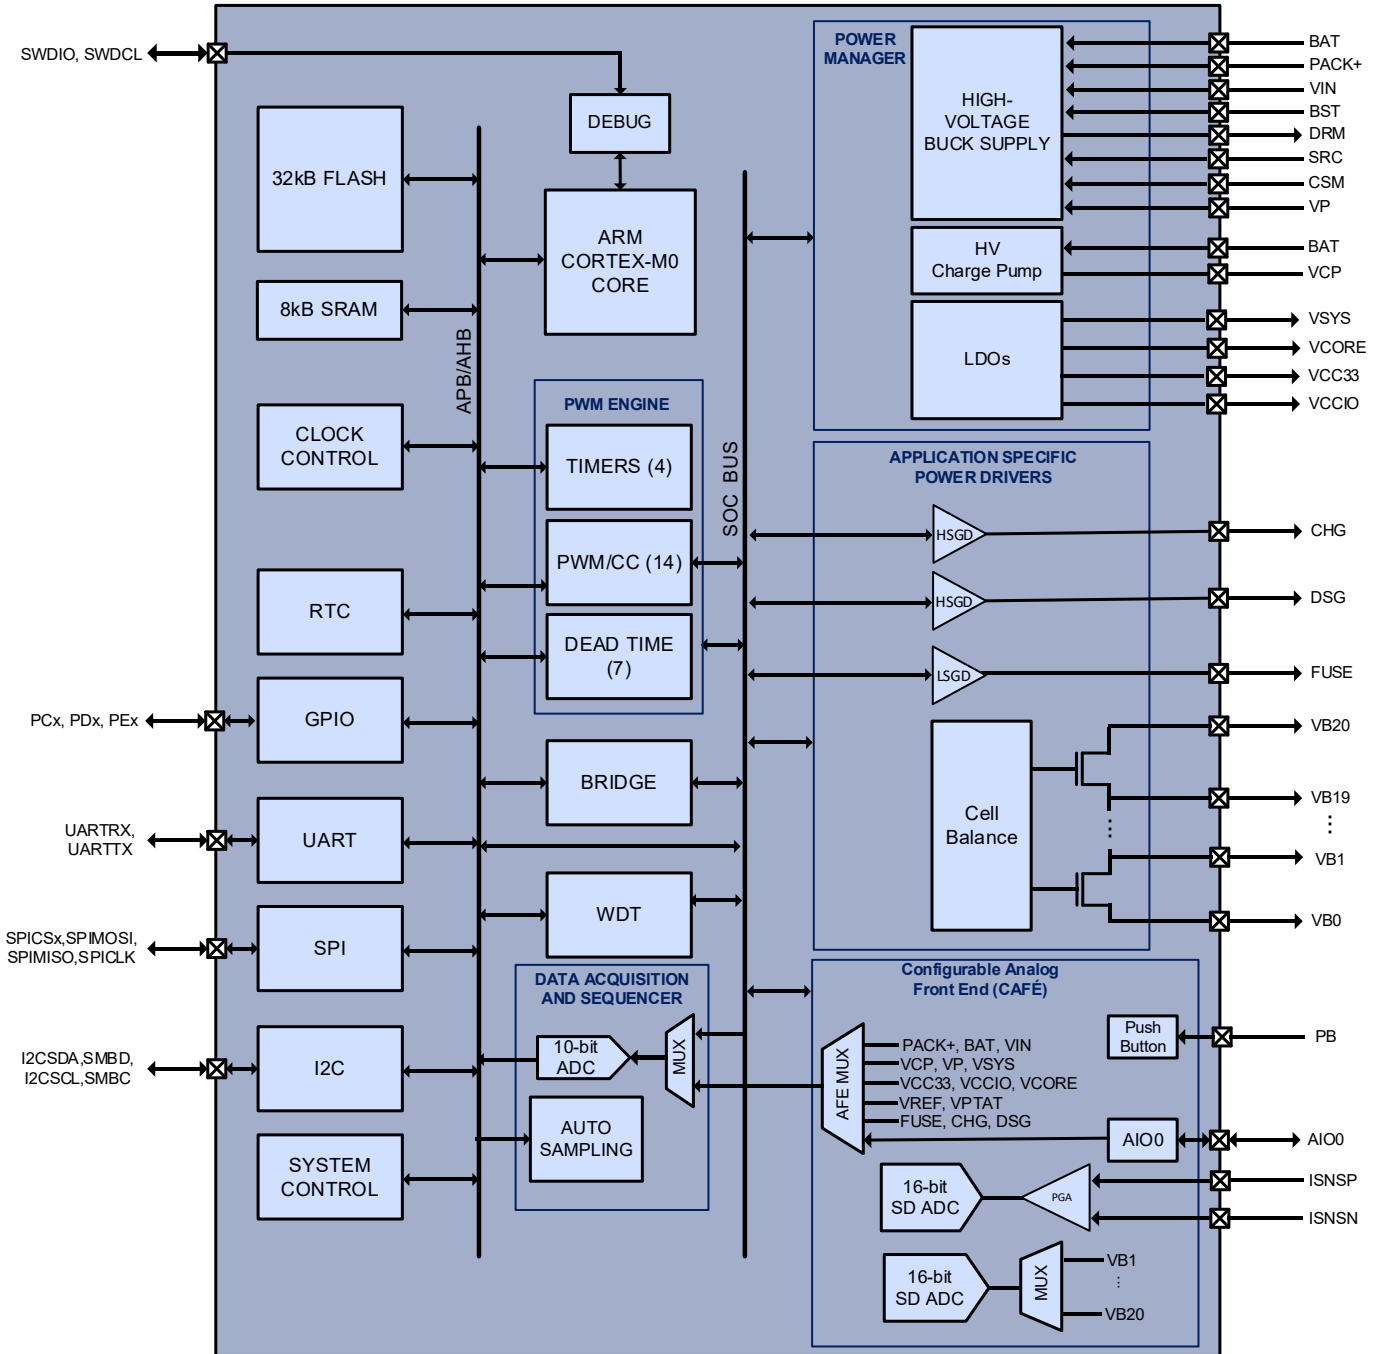 SWDIO, SWDCL
DEBUG
32kB FLASH
ARM
CORTEX-M0
CORE
8kB SRAM
APB/AHB
CLOCK
CONTROL
PWM ENGINE
TIMERS (4)
PWM/CC (14)
DEAD TIME
(7)
SOC BUS
RTC
PCx, PDx, PEx
GPIO
BRIDGE
UARTRX,
UARTTX
UART
WDT
SPICSx,SPIMOSI,
SPIMISO,SPICLK
SPI
DATA ACQUISITION
AND SEQUENCER
10-bit
ADC
MUX
AUTO
SAMPLING
I2CSDA,SMBD,
I2CSCL,SMBC
I2C
SYSTEM
CONTROL
POWER
MANAGER
HIGH-
VOLTAGE
BUCK SUPPLY
BAT
PACK+
VIN
BST
DRM
SRC
CSM
VP
HV
Charge Pump
BAT
VCP
LDOs
VSYS
VCORE
VCC33
VCCIO
APPLICATION SPECIFIC
POWER DRIVERS
HSGD
CHG
HSGD
DSG
LSGD
FUSE
Cell
Balance
VB20
VB19
⋮
VB1
VB0
Configurable Analog
Front End (CAFÉ)
Push
Button
PB
AFE MUX
PACK+, BAT, VIN
VCP, VP, VSYS
VCC33, VCCIO, VCORE
VREF, VPTAT
FUSE, CHG, DSG
AIO0
AIO0
16-bit
SD ADC
PGA
ISNSP
ISNSN
16-bit
SD ADC
MUX
VB1
⋮
VB20